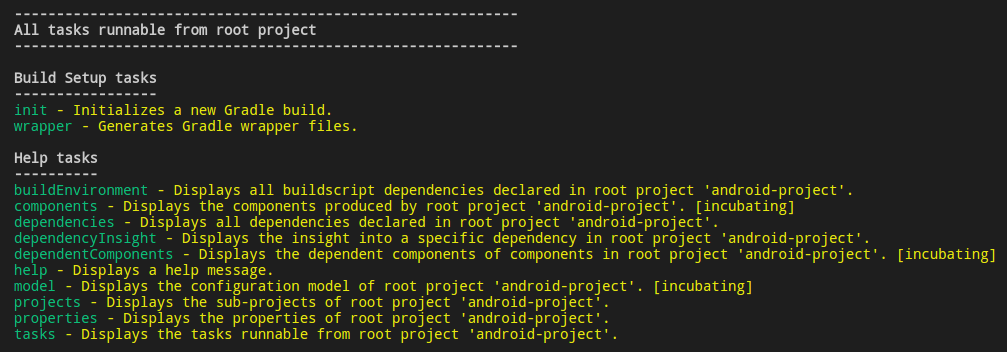 ------------------------------------------------------------
All tasks runnable from root project
------------------------------------------------------------
Build Setup tasks
-----------------
init - Initializes a new Gradle build.
wrapper - Generates Gradle wrapper files.
Help tasks
----------
buildEnvironment - Displays all buildscript dependencies declared in root project 'android-project'.
components - Displays the components produced by root project 'android-project'. [incubating]
dependencies - Displays all dependencies declared in root project 'android-project'.
dependencyInsight - Displays the insight into a specific dependency in root project 'android-project'.
dependentComponents - Displays the dependent components of components in root project 'android-project'. [incubating]
help - Displays a help message.
model - Displays the configuration model of root project 'android-project'. [incubating]
projects - Displays the sub-projects of root project 'android-project'.
properties - Displays the properties of root project 'android-project'.
tasks - Displays the tasks runnable from root project 'android-project'.